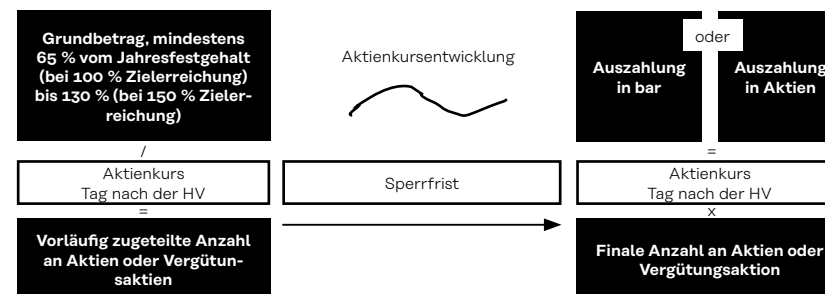 Grundbetrag, mindestens
65 % vom Jahresfestgehalt
(bei 100 % Zielerreichung)
bis 130 % (bei 150 % Zieler-
reichung)
/
Aktienkurs
Tag nach der HV
=
Vorläufig zugeteilte Anzahl
an Aktien oder Vergütun-
saktien
Aktienkursentwicklung
Sperrfrist
oder
Auszahlung
in bar
Auszahlung
in Aktien
=
Aktienkurs
Tag nach der HV
x
Finale Anzahl an Aktien oder
Vergütungsaktion